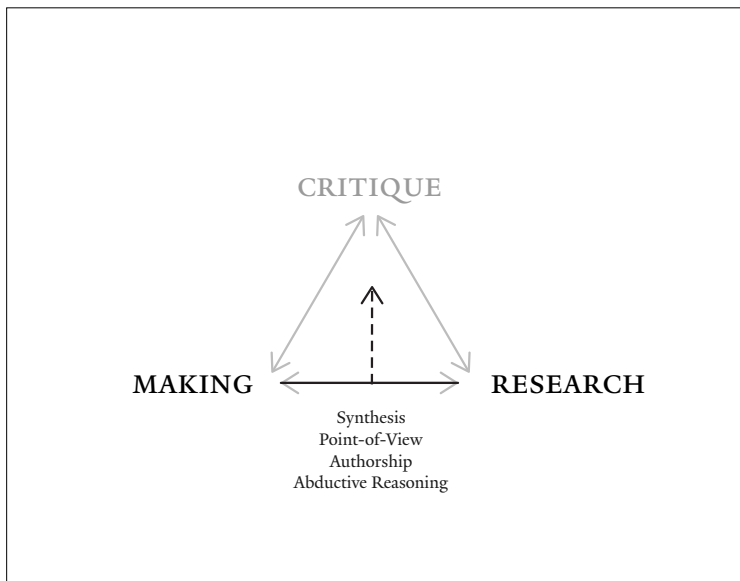 CRITIQUE
MAKING
RESEARCH
Synthesis
Point-of-View
Authorship
Abductive Reasoning